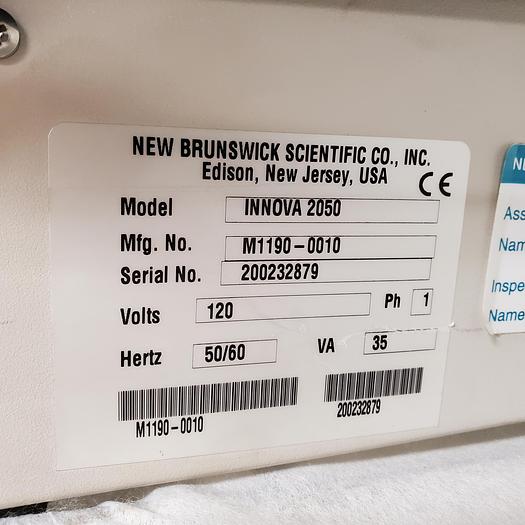 NEW BRUNSWICK SCIENTIFIC CO., INC.
Edison, New Jersey, USA
CE
Model INNOVA 2050
Mfg. No. M1190-0010
Serial No. 200232879
Volts 120 Ph 1
Hertz 50/60 VA 35
M1190-0010 200232879
Ass
Nam
Inspe
Name